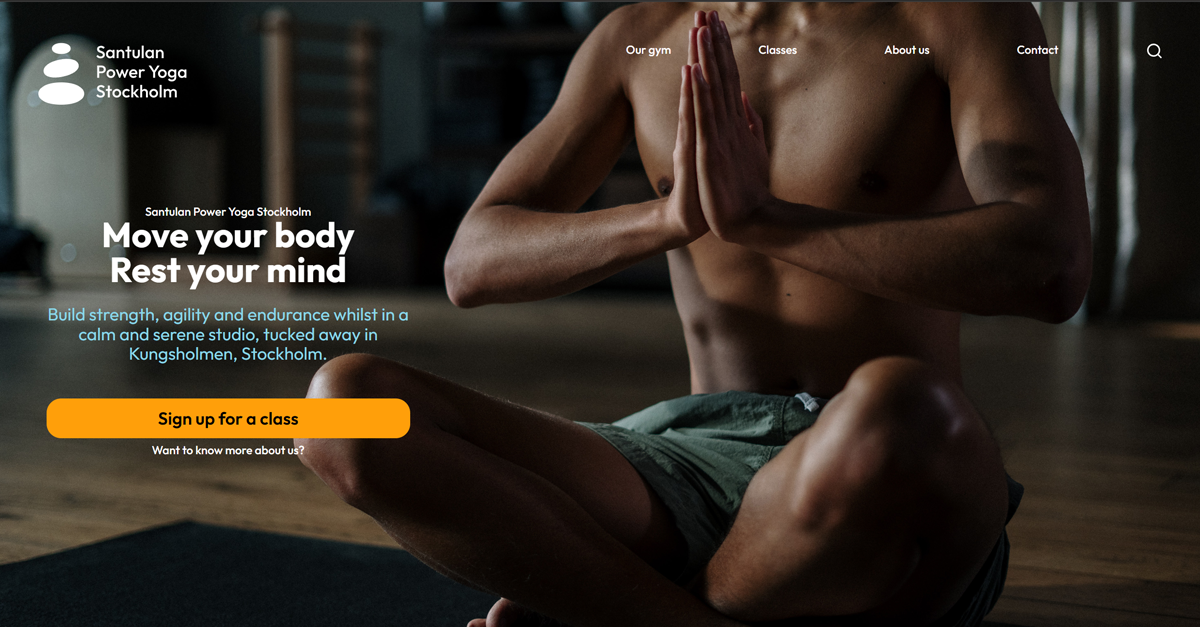 Santulan
Power Yoga
Stockholm
Our gym
Classes
About us
Contact
Santulan Power Yoga Stockholm
Move your body
Rest your mind
Build strength, agility and endurance whilst in a
calm and serene studio, tucked away in
Kungsholmen, Stockholm.
Sign up for a class
Want to know more about us?